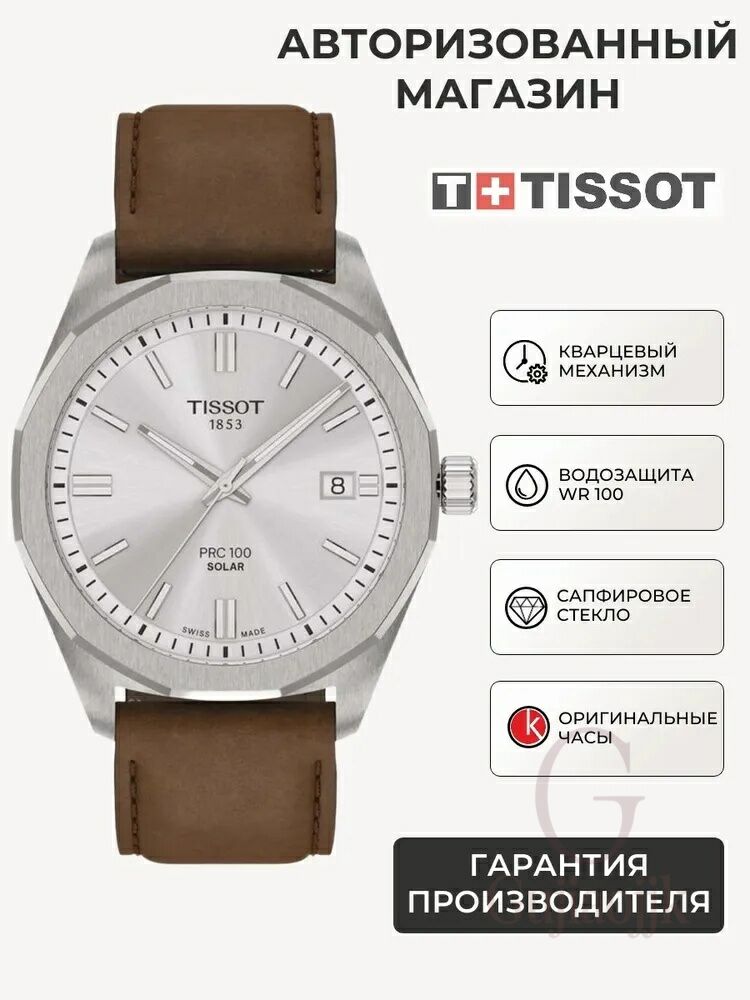 АВТОРИЗОВАННЫЙ
МАГАЗИН
T+ TISSOT
TISSOT
1853
8
PRC 100
SOLAR
SWISS MADE
КВАРЦЕВЫЙ
МЕХАНИЗМ
ВОДОЗАЩИТА
WR 100
САПФИРОВОЕ
СТЕКЛО
k
ОРИГИНАЛЬНЫЕ
ЧАСЫ
G
ГАРАНТИЯ
ПРОИЗВОДИТЕЛЯ